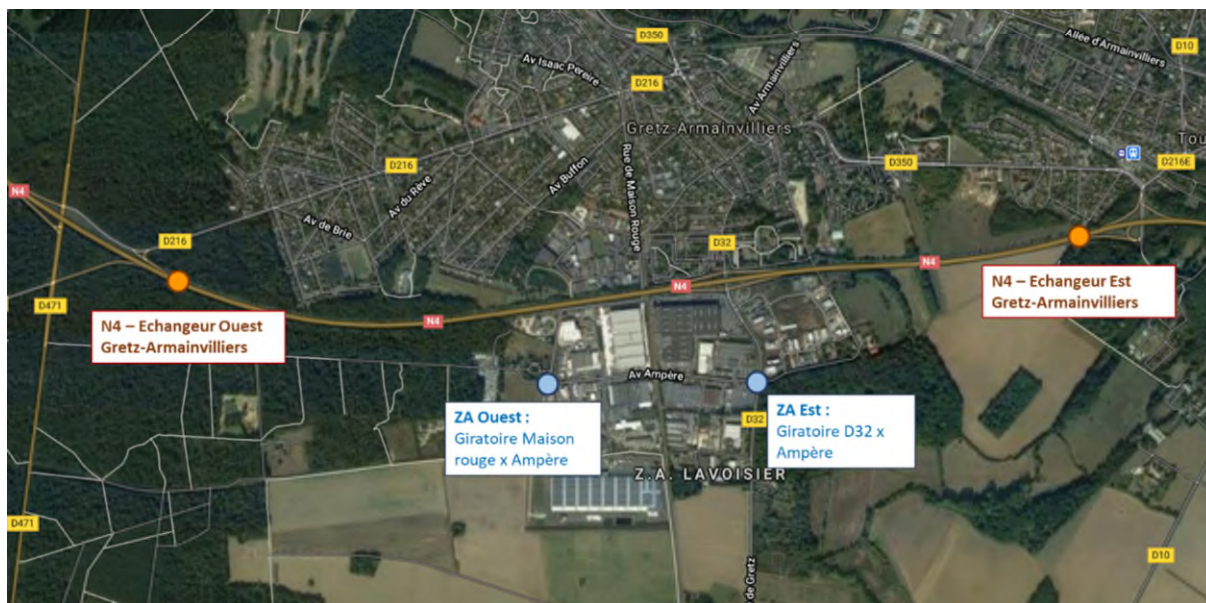 D350
Allée d'Armainvilliers
D10
Av Isaac Pereire
D216
Av Armainvilliers
Gretz-Armainvilliers
Tou
D350
D216E
D216
Av Buffon
Rue de Maison Rouge
Av du Rêve
N4
Av de Brie
D216
D32
N4
N4
N4
D471
N4 – Echangeur Ouest
Gretz-Armainvilliers
N4 – Echangeur Est
Gretz-Armainvilliers
Av Ampère
ZA Ouest :
Giratoire Maison
rouge x Ampère
D32
ZA Est :
Giratoire D32 x
Ampère
Z.A. LAVOISIER
D471
D10
de Gretz